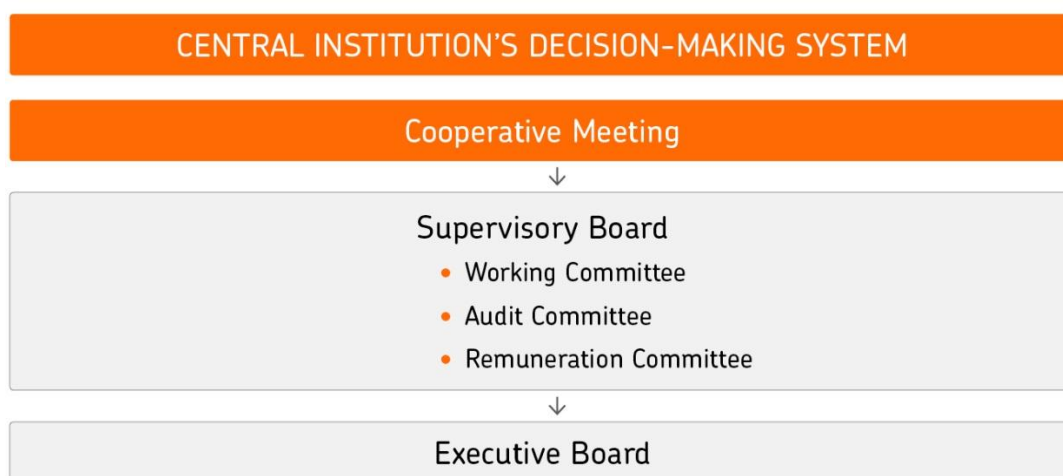 CENTRAL INSTITUTION'S DECISION-MAKING SYSTEM
Cooperative Meeting
Supervisory Board
• Working Committee
• Audit Committee
• Remuneration Committee
Executive Board